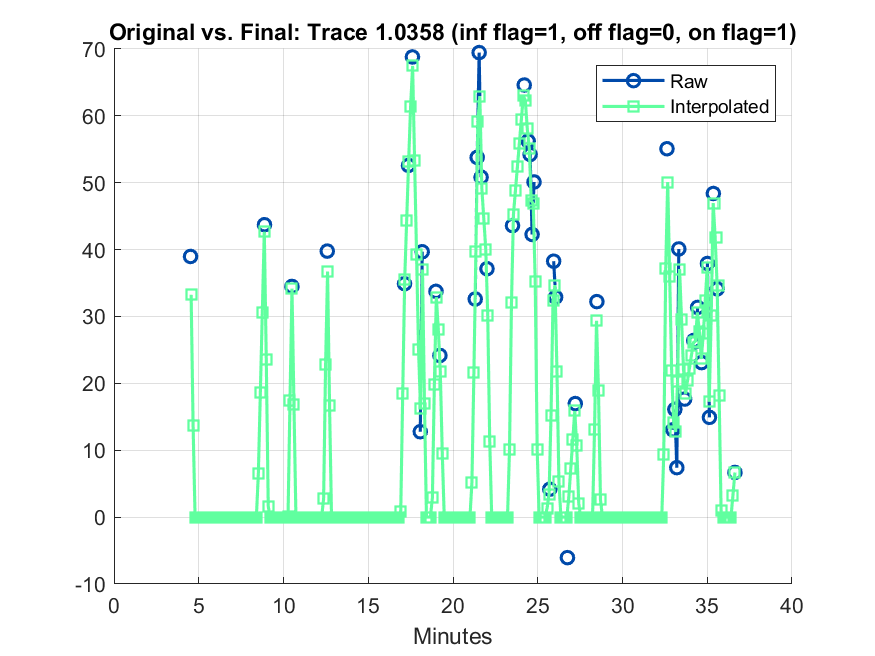 Original vs. Final: Trace 1.0358 (inf flag=1, off flag=0, on flag=1)
70
60
50
40
30
20
10
0
-10
Raw
Interpolated
0 5 10 15 20 25 30 35 40
Minutes